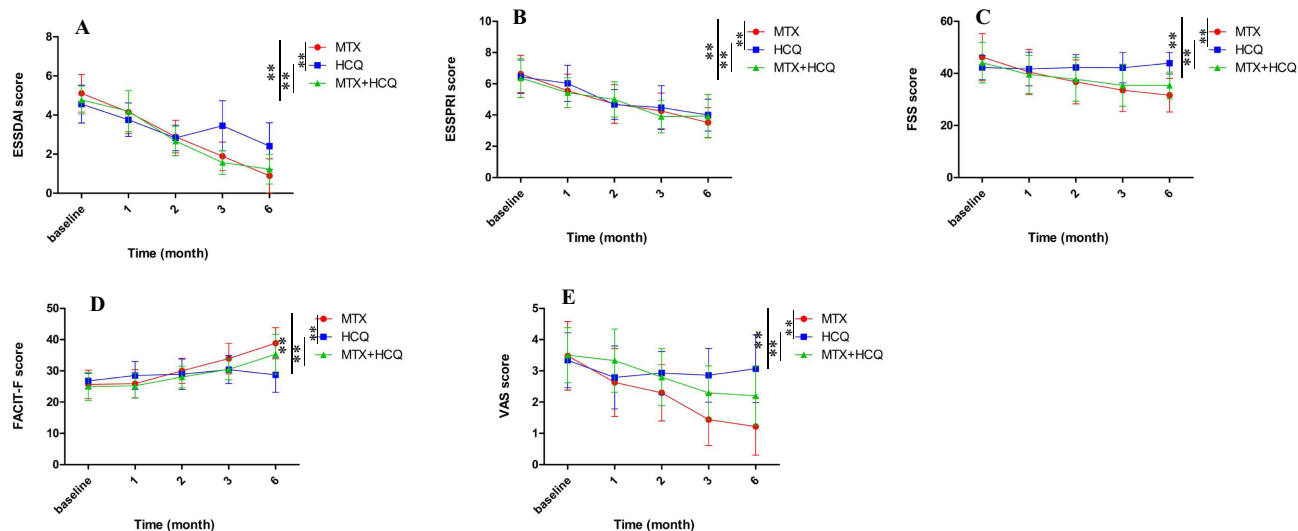 A
8
6
4
2
0
ESSDAI score
baseline
1
2
3
6
Time (month)
MTX
HCQ
MTX+HCQ
**
**
**
B
10
8
6
4
2
0
ESSPRI score
baseline
1
2
3
6
Time (month)
MTX
HCQ
MTX+HCQ
**
**
**
C
60
40
20
0
FSS score
baseline
1
2
3
6
Time (month)
MTX
HCQ
MTX+HCQ
**
**
**
D
50
40
30
20
10
0
FACIT-F score
baseline
1
2
3
6
Time (month)
MTX
HCQ
MTX+HCQ
**
**
**
E
5
4
3
2
1
0
VAS score
baseline
1
2
3
6
Time (month)
MTX
HCQ
MTX+HCQ
**
**
**